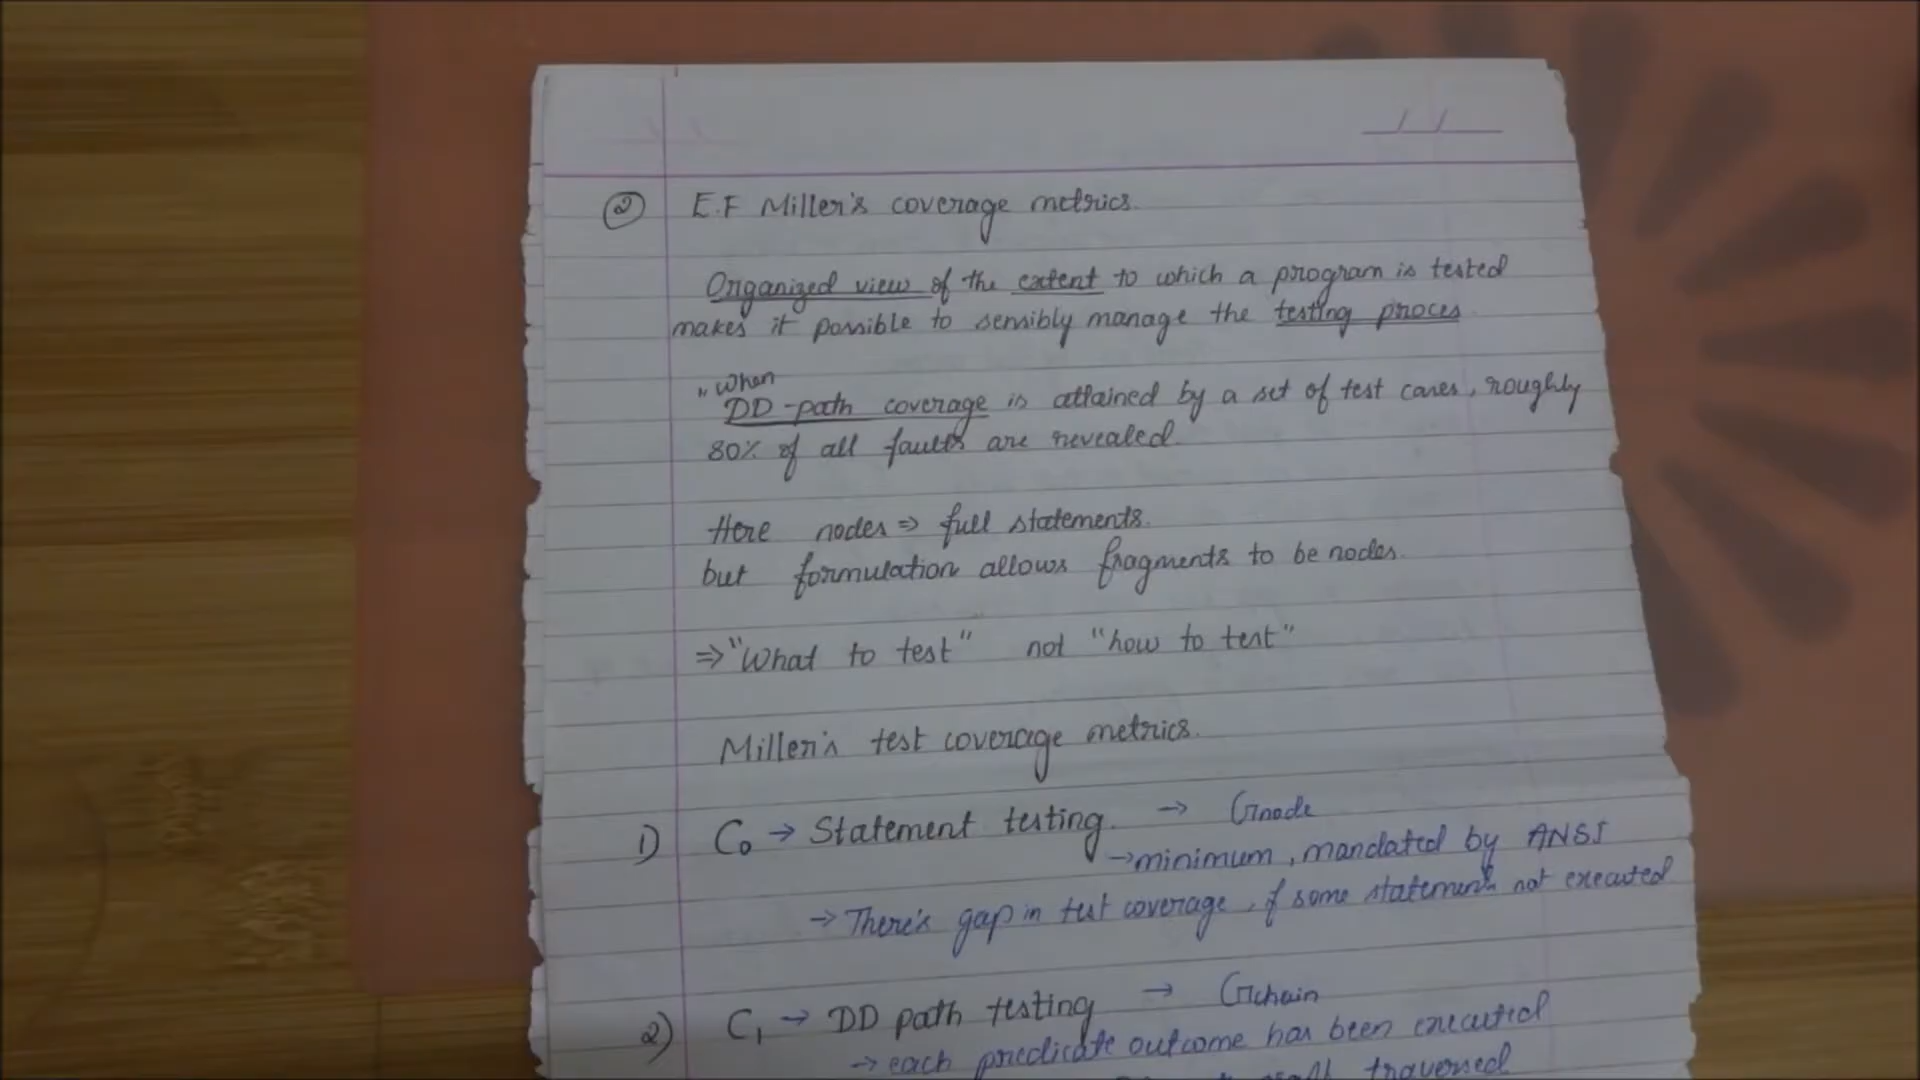 ② E.F Miller's coverage metrics.
Organized view of the extent to which a program is tested
makes it possible to sensibly manage the testing proces
" When
DD-path coverage is attained by a set of test cases, roughly
80% of all faults are revealed.
Here nodes ⇒ full statements.
but formulation allows fragments to be nodes.
⇒ "What to test" not "how to test"
Miller's test coverage metrics.
1) C₀ → Statement testing. → Gnode
→ minimum, mandated by ANSI
→ There's gap in test coverage, if some statements not executed
2) C₁ → DD path testing → Gchain
→ each predicate outcome has been executed
traversed